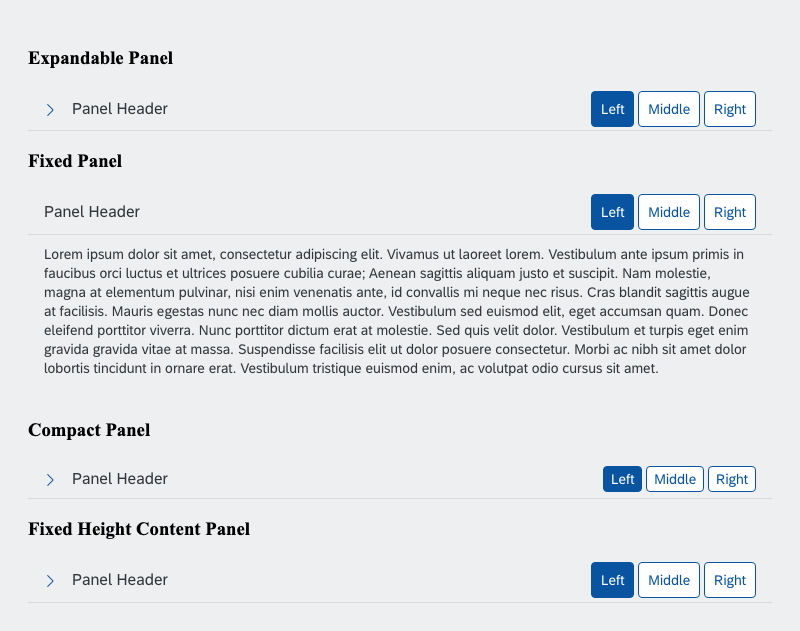 Expandable Panel
Panel Header Left Middle Right
Fixed Panel
Panel Header Left Middle Right
Lorem ipsum dolor sit amet, consectetur adipiscing elit. Vivamus ut laoreet lorem. Vestibulum ante ipsum primis in
faucibus orci luctus et ultrices posuere cubilia curae; Aenean sagittis aliquam justo et suscipit. Nam molestie,
magna at elementum pulvinar, nisi enim venenatis ante, id convallis mi neque nec risus. Cras blandit sagittis augue
at facilisis. Mauris egestas nunc nec diam mollis auctor. Vestibulum sed euismod elit, eget accumsan quam. Donec
eleifend porttitor viverra. Nunc porttitor dictum erat at molestie. Sed quis velit dolor. Vestibulum et turpis eget enim
gravida gravida vitae at massa. Suspendisse facilisis elit ut dolor posuere consectetur. Morbi ac nibh sit amet dolor
lobortis tincidunt in ornare erat. Vestibulum tristique euismod enim, ac volutpat odio cursus sit amet.
Compact Panel
Panel Header Left Middle Right
Fixed Height Content Panel
Panel Header Left Middle Right